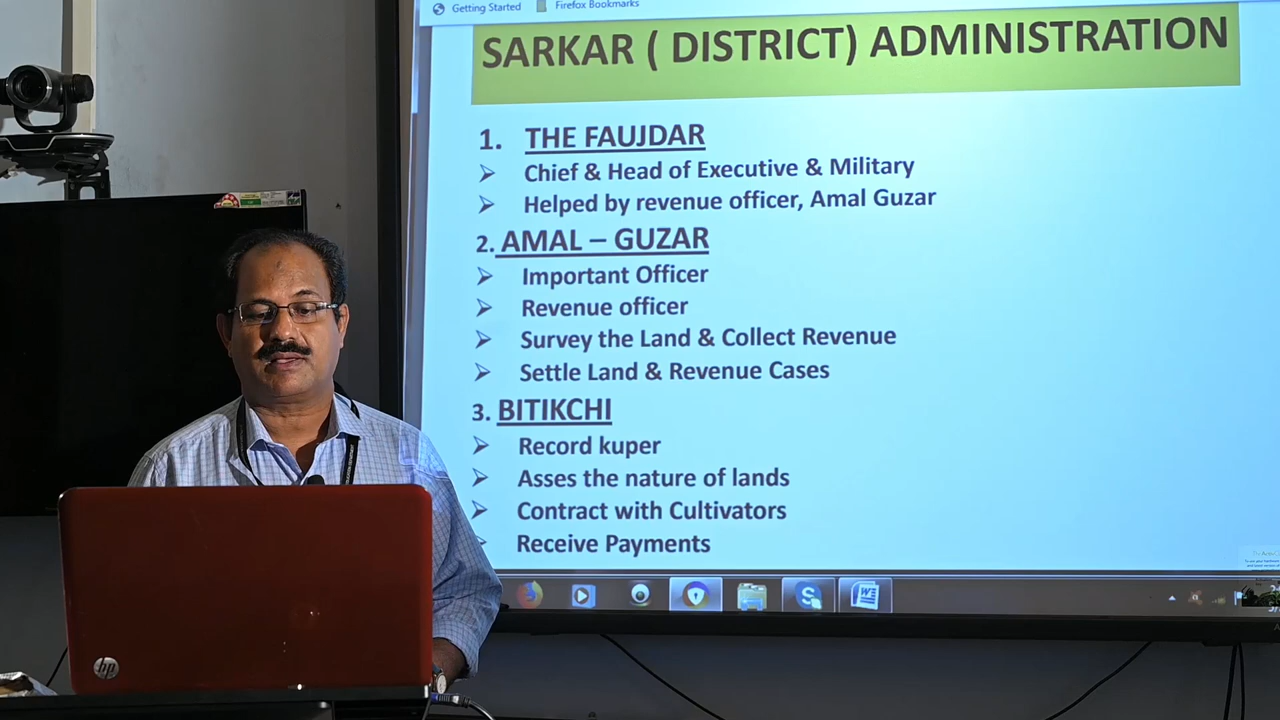 Getting Started Firefox Bookmarks
SARKAR ( DISTRICT) ADMINISTRATION
1. THE FAUJDAR
➢ Chief & Head of Executive & Military
➢ Helped by revenue officer, Amal Guzar
2. AMAL – GUZAR
➢ Important Officer
➢ Revenue officer
➢ Survey the Land & Collect Revenue
➢ Settle Land & Revenue Cases
3. BITIKCHI
➢ Record kuper
➢ Asses the nature of lands
➢ Contract with Cultivators
➢ Receive Payments
hp